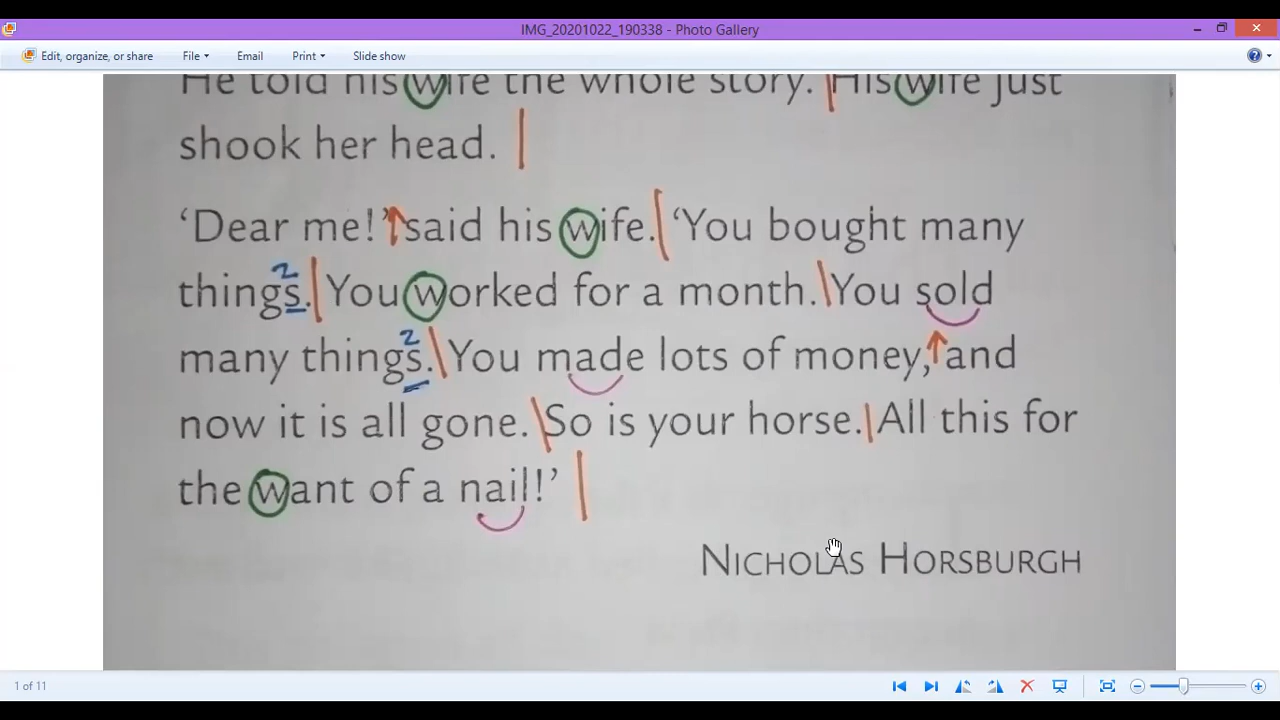 IMG_20201022_190338 - Photo Gallery
Edit, organize, or share File Email Print Slide show
He told his wife the whole story. His wife just
shook her head.
‘Dear me!’ said his wife. ‘You bought many
2
things. You worked for a month. You sold
2
many things. You made lots of money, and
now it is all gone. So is your horse. All this for
the want of a nail!’
NICHOLAS HORSBURGH
1 of 11